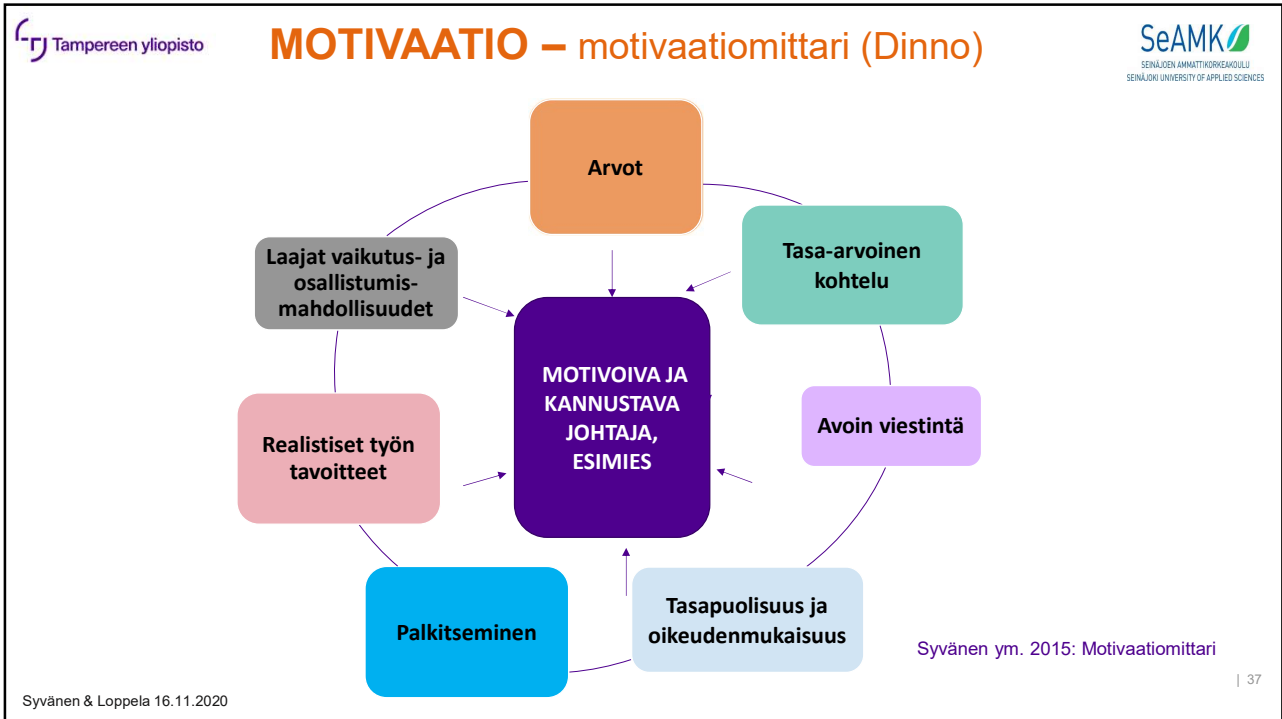 Tampereen yliopisto
MOTIVAATIO – motivaatiomittari (Dinno)
SeAMK
SEINÄJOEN AMMATTIKORKEAKOULU
SEINÄJOKI UNIVERSITY OF APPLIED SCIENCES
Arvot
Tasa-arvoinen
kohtelu
Laajat vaikutus- ja
osallistumis-
mahdollisuudet
MOTIVOIVA JA
KANNUSTAVA
JOHTAJA,
ESIMIES
Avoin viestintä
Realistiset työn
tavoitteet
Tasapuolisuus ja
oikeudenmukaisuus
Palkitseminen
Syvänen ym. 2015: Motivaatiomittari
| 37
Syvänen & Loppela 16.11.2020